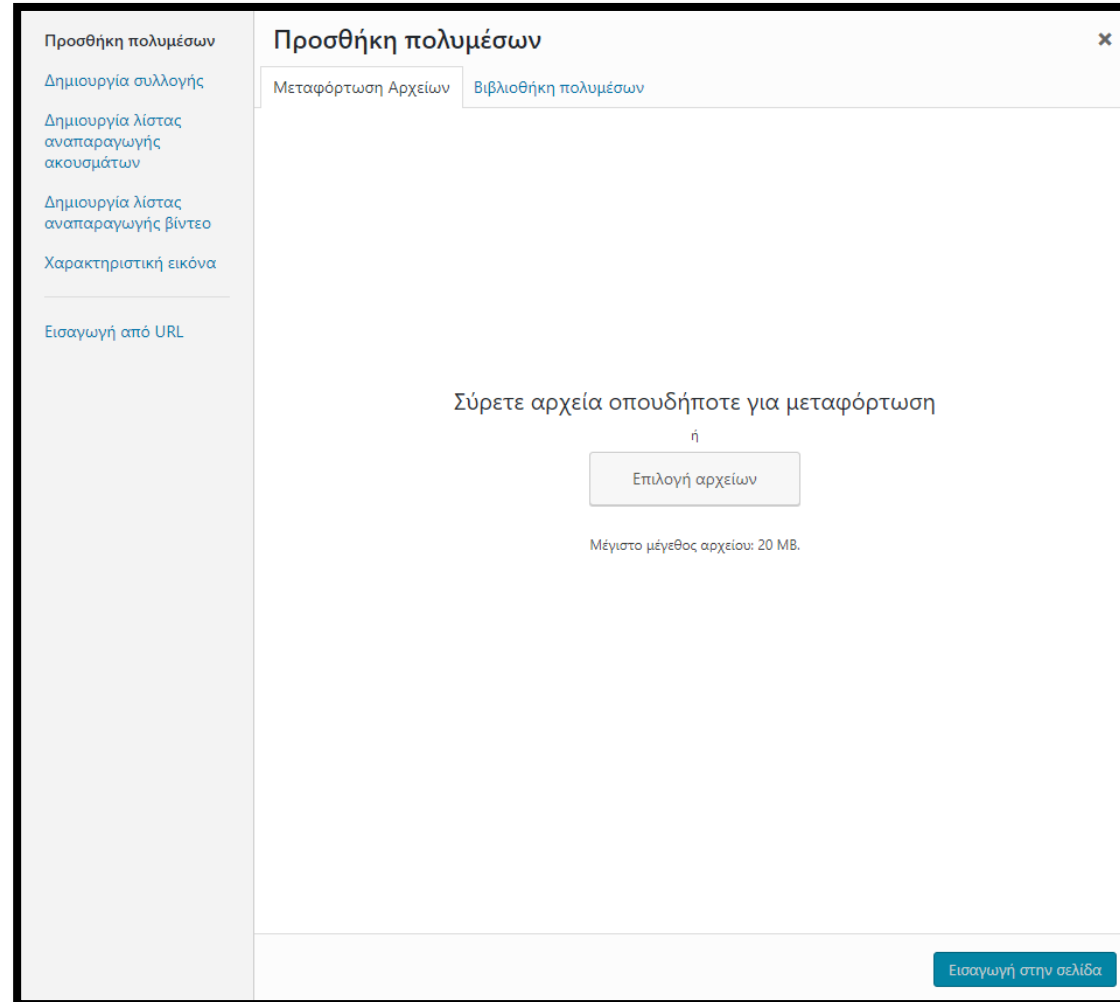 Προσθήκη πολυμέσων
Δημιουργία συλλογής
Δημιουργία λίστας
αναπαραγωγής
ακουσμάτων
Δημιουργία λίστας
αναπαραγωγής βίντεο
Χαρακτηριστική εικόνα
Εισαγωγή από URL
Προσθήκη πολυμέσων
Μεταφόρτωση Αρχείων Βιβλιοθήκη πολυμέσων
Σύρετε αρχεία οπουδήποτε για μεταφόρτωση
ή
Επιλογή αρχείων
Μέγιστο μέγεθος αρχείου: 20 MB.
Εισαγωγή στην σελίδα